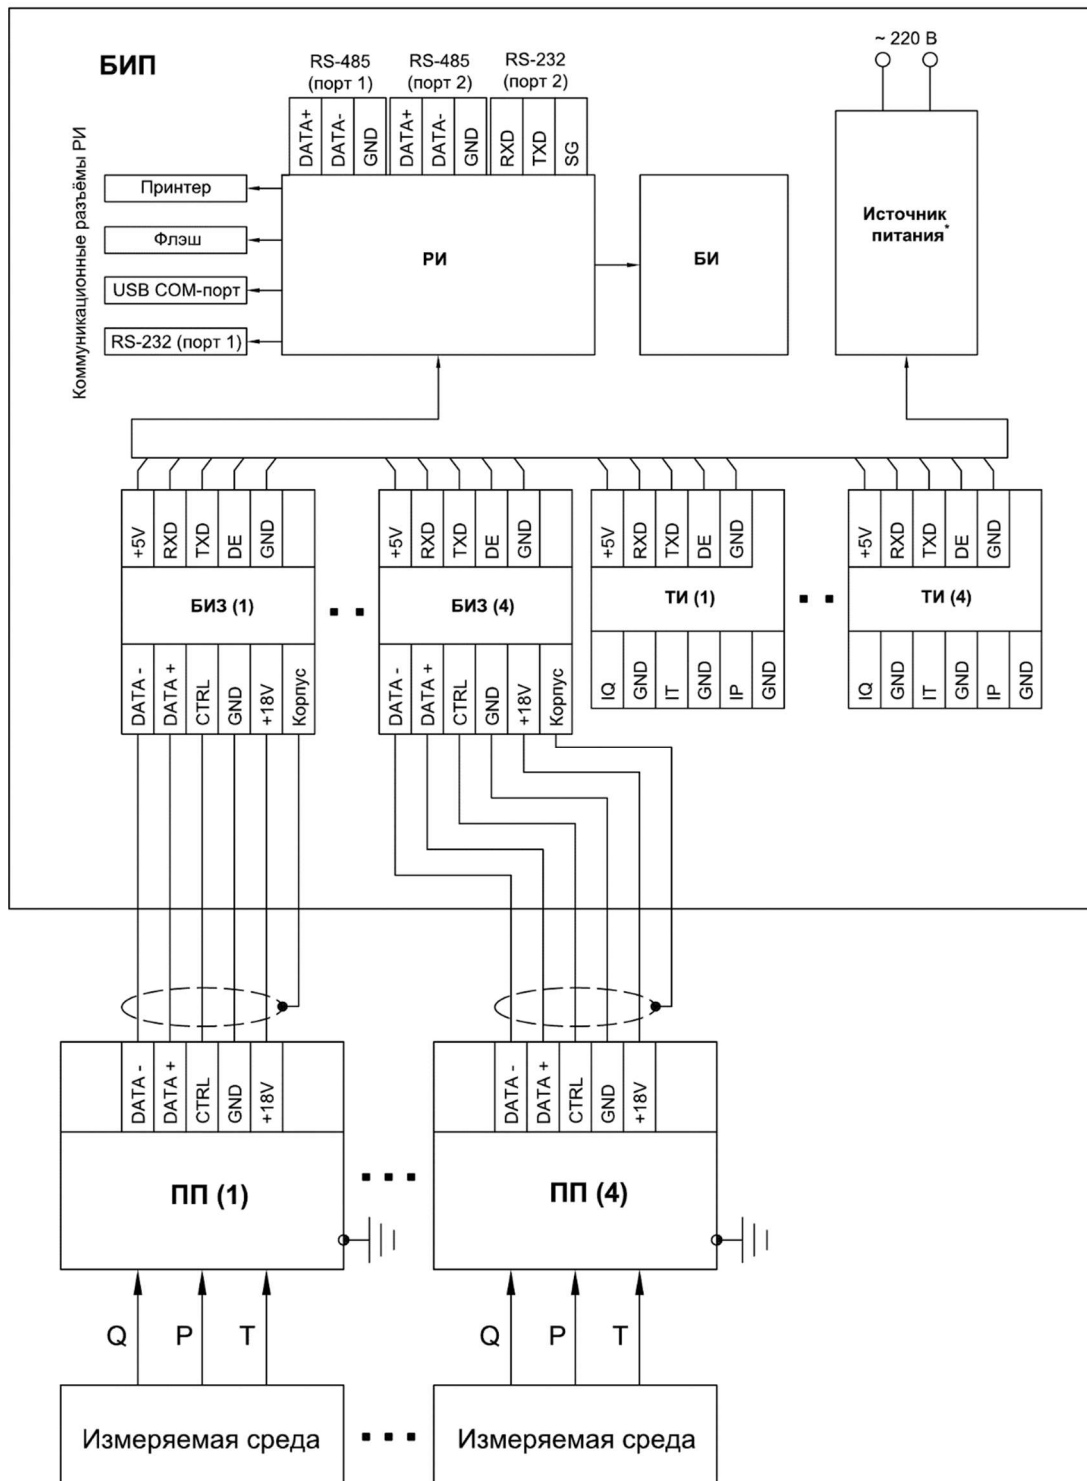 БИП
~ 220 В
RS-485
(порт 1)
RS-485
(порт 2)
RS-232
(порт 2)
DATA+
DATA-
GND
DATA+
DATA-
GND
RXD
TXD
SG
Коммуникационные разъёмы РИ
Принтер
Флэш
USB COM-порт
RS-232 (порт 1)
РИ
БИ
Источник
питания*
+5V
RXD
TXD
DE
GND
+5V
RXD
TXD
DE
GND
+5V
RXD
TXD
DE
GND
+5V
RXD
TXD
DE
GND
БИЗ (1)
БИЗ (4)
ТИ (1)
ТИ (4)
DATA -
DATA +
CTRL
GND
+18V
Корпус
DATA -
DATA +
CTRL
GND
+18V
Корпус
IQ
GND
IT
GND
IP
GND
IQ
GND
IT
GND
IP
GND
DATA -
DATA +
CTRL
GND
+18V
DATA -
DATA +
CTRL
GND
+18V
ПП (1)
ПП (4)
Q
P
T
Q
P
T
Измеряемая среда
Измеряемая среда